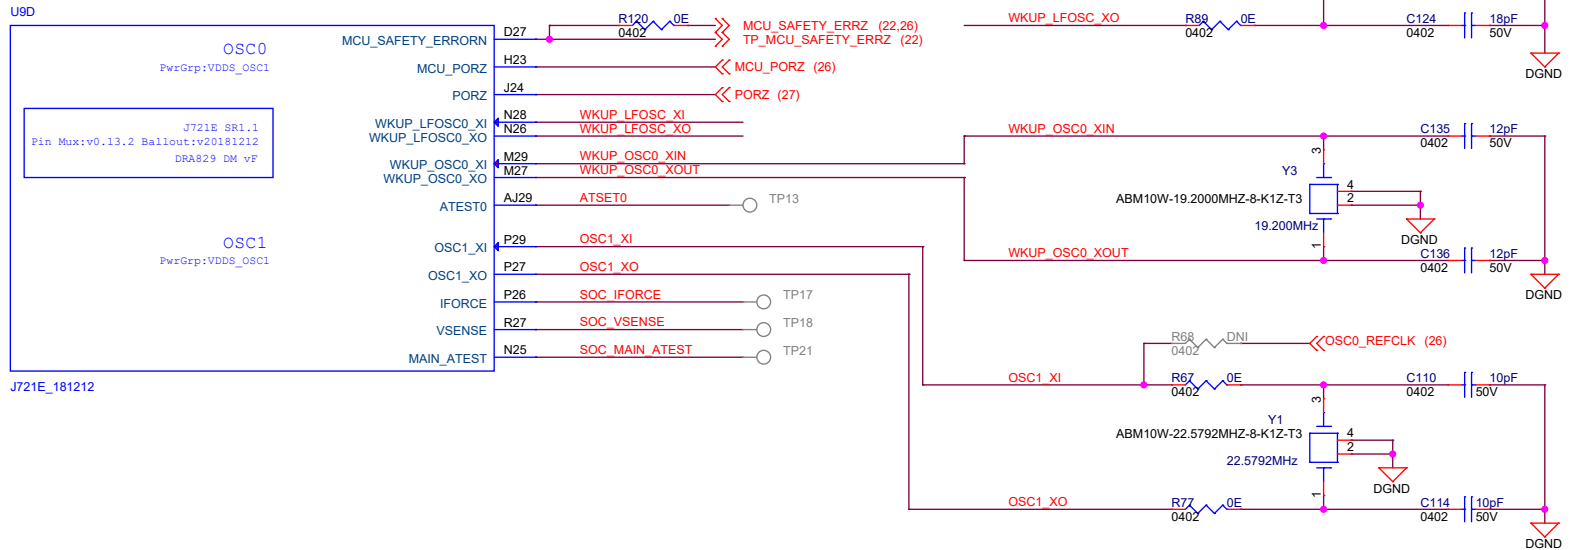 U9D
OSC0
PwrGrp:VDDS_OSC1
J721E SR1.1
Pin Mux:v0.13.2 Ballout:v20181212
DRA829 DM vF
OSC1
PwrGrp:VDDS_OSC1
J721E_181212
MCU_SAFETY_ERRORN
D27
R120
0E
0402
MCU_SAFETY_ERRZ (22,26)
TP_MCU_SAFETY_ERRZ (22)
MCU_PORZ
H23
MCU_PORZ (26)
PORZ
J24
PORZ (27)
WKUP_LFOSC0_XI
N28
WKUP_LFOSC_XI
WKUP_LFOSC0_XO
N26
WKUP_LFOSC_XO
WKUP_OSC0_XI
M29
WKUP_OSC0_XIN
WKUP_OSC0_XO
M27
WKUP_OSC0_XOUT
ATEST0
AJ29
ATSET0
TP13
OSC1_XI
P29
OSC1_XI
OSC1_XO
P27
OSC1_XO
IFORCE
P26
SOC_IFORCE
TP17
VSENSE
R27
SOC_VSENSE
TP18
MAIN_ATEST
N25
SOC_MAIN_ATEST
TP21
WKUP_LFOSC_XO
R89
0E
0402
C124
0402
18pF
50V
DGND
WKUP_OSC0_XIN
C135
0402
12pF
50V
3
Y3
4
2
ABM10W-19.2000MHZ-8-K1Z-T3
19.200MHz
DGND
1
WKUP_OSC0_XOUT
C136
0402
12pF
50V
DGND
R68
DNI
0402
OSC0_REFCLK (26)
OSC1_XI
R67
0E
0402
C110
0402
10pF
50V
3
Y1
4
2
ABM10W-22.5792MHZ-8-K1Z-T3
22.5792MHz
DGND
1
OSC1_XO
R77
0E
0402
C114
0402
10pF
50V
DGND